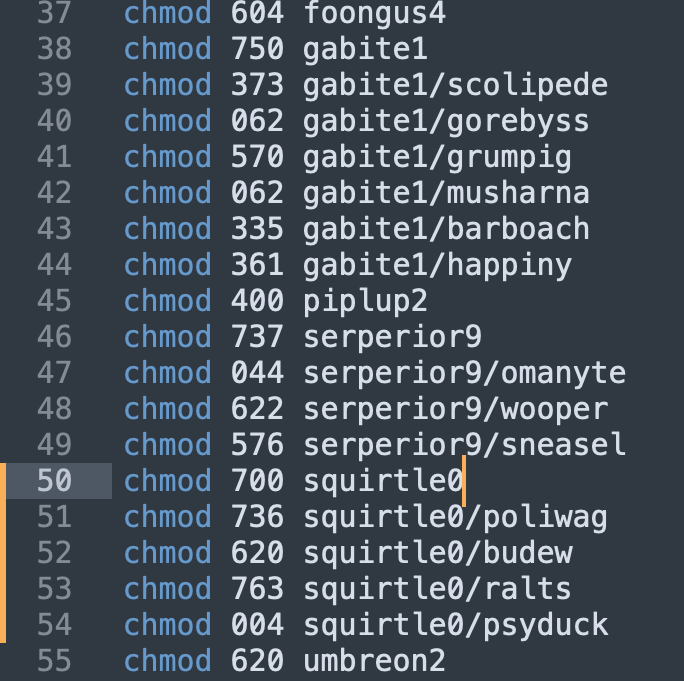 37 chmod 604 foongus4
38 chmod 750 gabite1
39 chmod 373 gabite1/scolipede
40 chmod 062 gabite1/gorebyss
41 chmod 570 gabite1/grumpig
42 chmod 062 gabite1/musharna
43 chmod 335 gabite1/barboach
44 chmod 361 gabite1/happiny
45 chmod 400 piplup2
46 chmod 737 serperior9
47 chmod 044 serperior9/omanyte
48 chmod 622 serperior9/wooper
49 chmod 576 serperior9/sneasel
50 chmod 700 squirtle0
51 chmod 736 squirtle0/poliwag
52 chmod 620 squirtle0/budew
53 chmod 763 squirtle0/ralts
54 chmod 004 squirtle0/psyduck
55 chmod 620 umbreon2